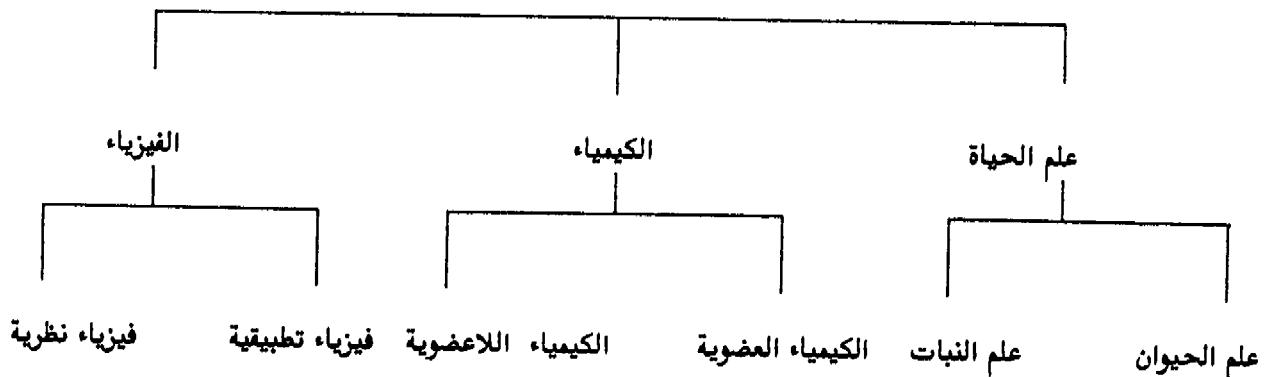 علم الحياة
الكيمياء
الفيزياء
علم الحيوان
علم النبات
الكيمياء العضوية
الكيمياء اللاعضوية
فيزياء تطبيقية
فيزياء نظرية